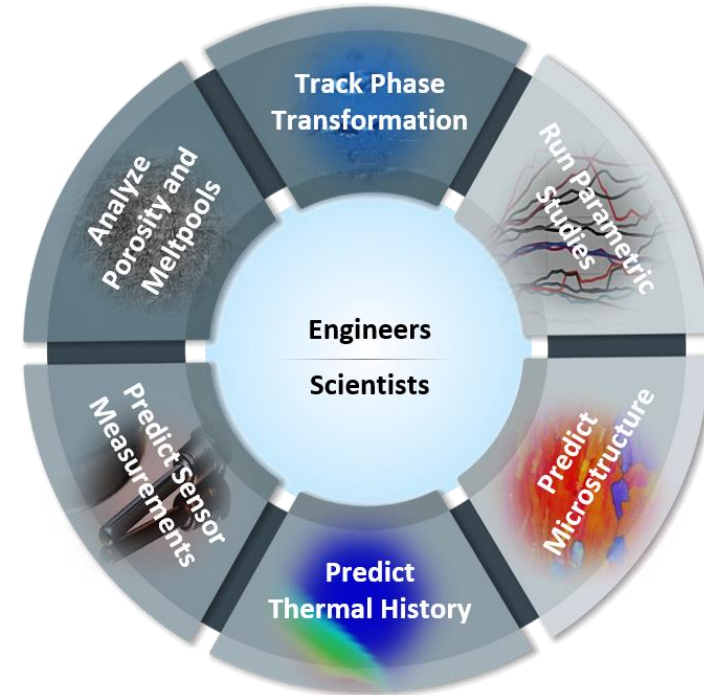 Track Phase
Transformation
Run Parametric
Studies
Predict
Microstructure
Predict
Thermal History
Predict Sensor
Measurements
Analyze
Porosity and
Meltpools
Engineers
Scientists